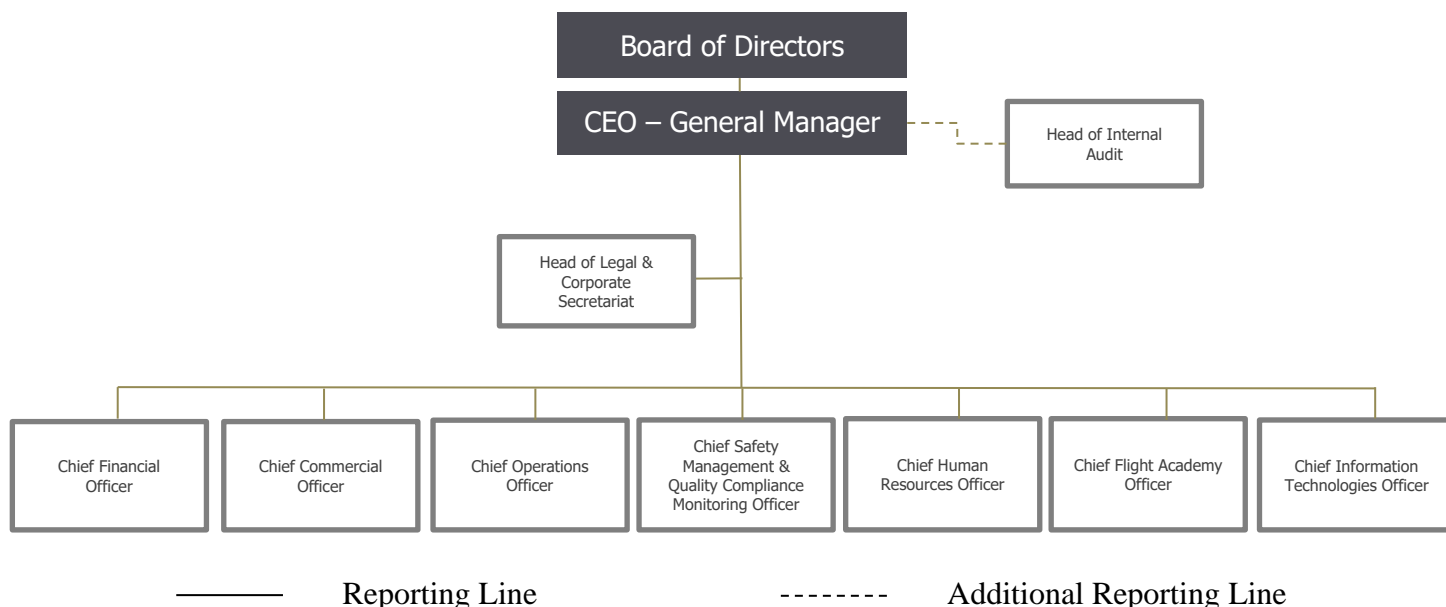 Board of Directors
CEO – General Manager
Head of Internal
Audit
Head of Legal &
Corporate
Secretariat
Chief Financial
Officer
Chief Commercial
Officer
Chief Operations
Officer
Chief Safety
Management &
Quality Compliance
Monitoring Officer
Chief Human
Resources Officer
Chief Flight Academy
Officer
Chief Information
Technologies Officer
Reporting Line
Additional Reporting Line